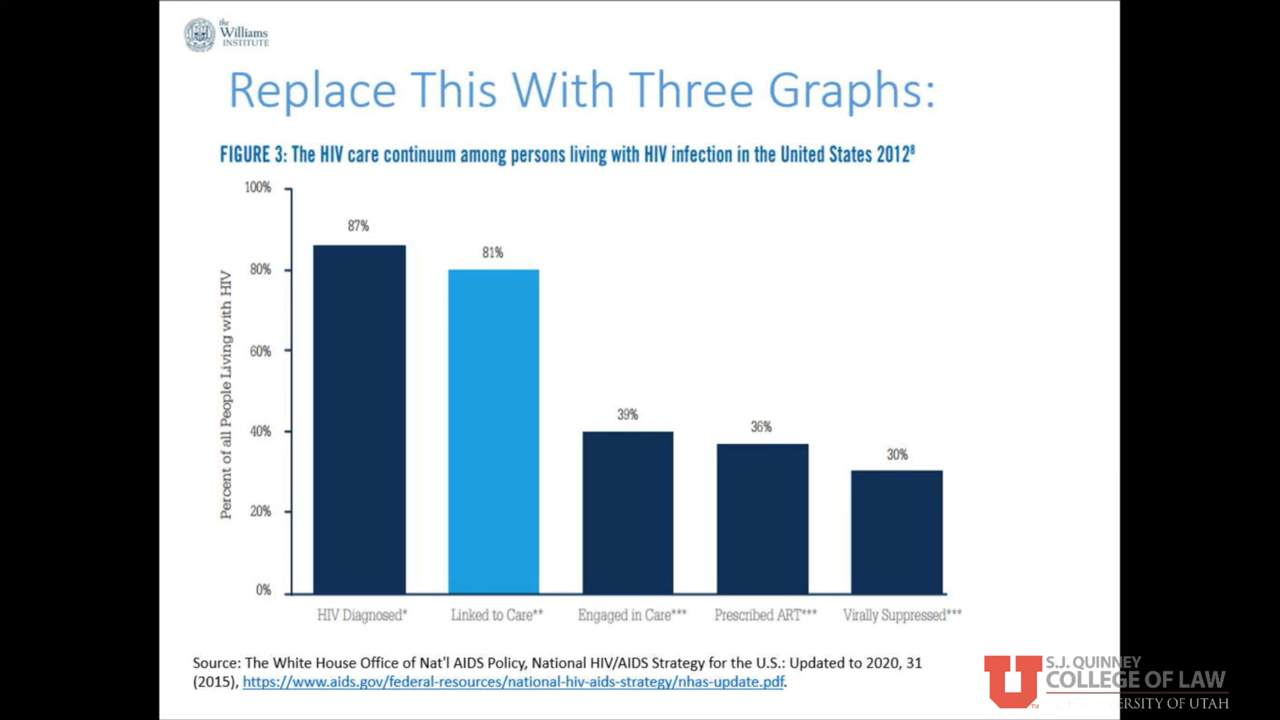 the
Williams
INSTITUTE
Replace This With Three Graphs:
FIGURE 3: The HIV care continuum among persons living with HIV infection in the United States 2012⁸
Percent of all People Living with HIV
100%
80%
60%
40%
20%
0%
87%
81%
39%
36%
30%
HIV Diagnosed*
Linked to Care**
Engaged in Care***
Prescribed ART***
Virally Suppressed***
Source: The White House Office of Nat'l AIDS Policy, National HIV/AIDS Strategy for the U.S.: Updated to 2020, 31
(2015), https://www.aids.gov/federal-resources/national-hiv-aids-strategy/nhas-update.pdf.
S.J. QUINNEY
COLLEGE OF LAW
UNIVERSITY OF UTAH